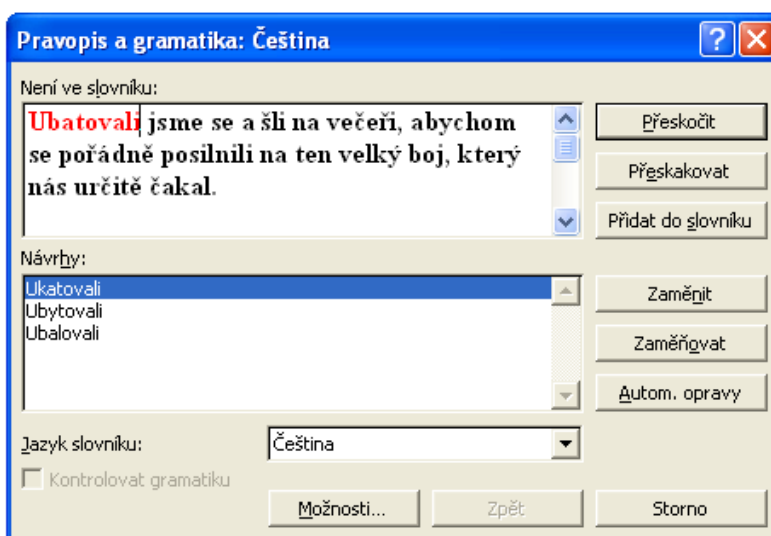 Pravopis a gramatika: Čeština
Není ve slovníku:
Ubatovali jsme se a šli na večeři, abychom
se pořádně posilnili na ten velký boj, který
nás určitě čakal.
Přeskočit
Přeskakovat
Přidat do slovníku
Návrhy:
Ukatovali
Ubytovali
Ubalovali
Zaměnit
Zaměňovat
Autom. opravy
Jazyk slovníku:
Čeština
Kontrolovat gramatiku
Možnosti...
Zpět
Storno